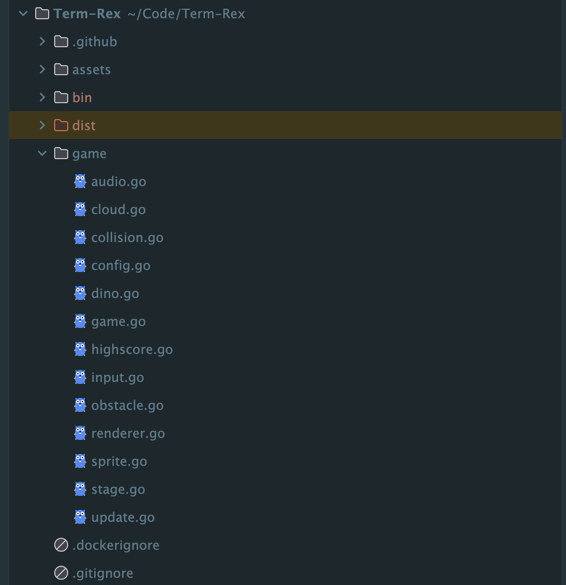 Term-Rex ~/Code/Term-Rex
.github
assets
bin
dist
game
audio.go
cloud.go
collision.go
config.go
dino.go
game.go
highscore.go
input.go
obstacle.go
renderer.go
sprite.go
stage.go
update.go
.dockerignore
.gitignore